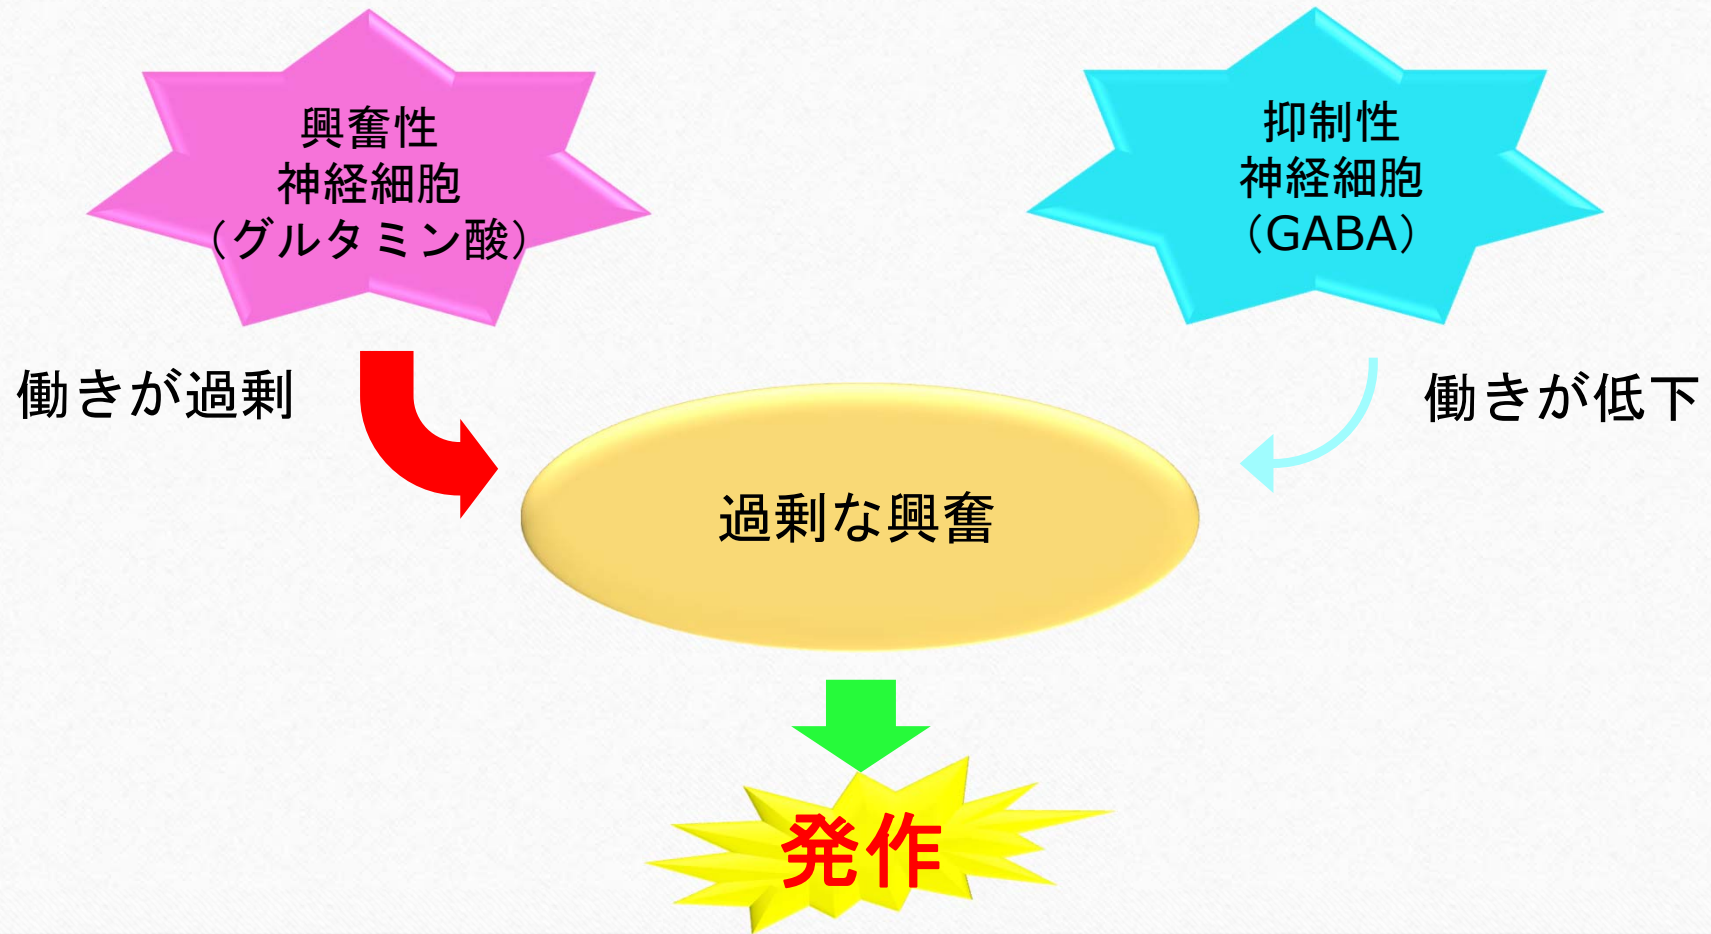 興奮性
神経細胞
（グルタミン酸）
抑制性
神経細胞
（GABA）
働きが過剰
働きが低下
過剰な興奮
発作